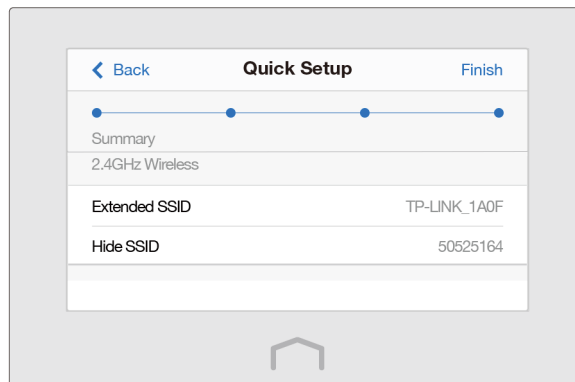 Back Quick Setup Finish
Summary
2.4GHz Wireless
Extended SSID TP-LINK_1A0F
Hide SSID 50525164